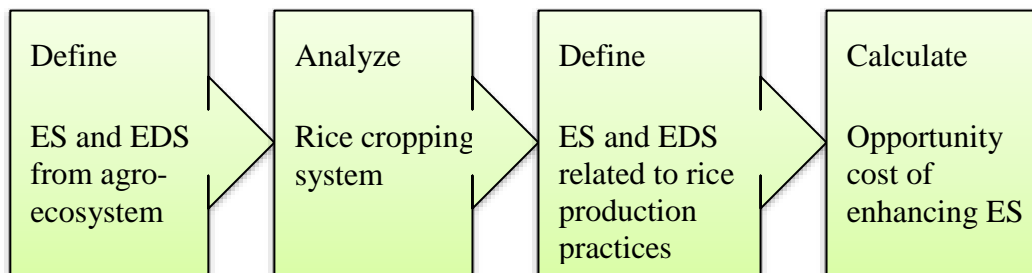 Define
ES and EDS
from agro-
ecosystem
Analyze
Rice cropping
system
Define
ES and EDS
related to rice
production
practices
Calculate
Opportunity
cost of
enhancing ES